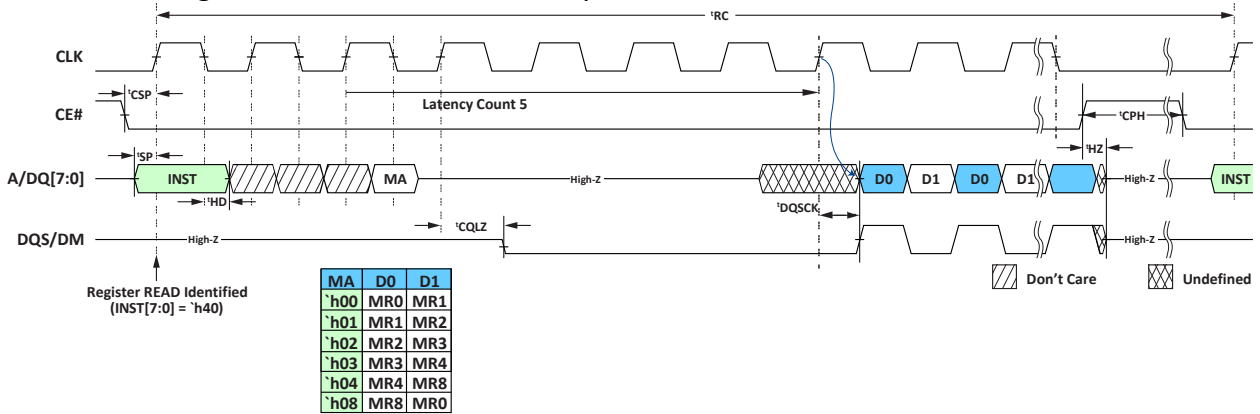 tRC
CLK
tCSP
Latency Count 5
CE#
tCPH
tSP
tHZ
A/DQ[7:0]
INST
MA
High-Z
D0
D1
D0
D1
High-Z
INST
tHD
tDQSCK
tCQLZ
DQS/DM
High-Z
High-Z
Register READ Identified
(INST[7:0] = `h40)
Don't Care
Undefined
MA D0 D1
`h00 MR0 MR1
`h01 MR1 MR2
`h02 MR2 MR3
`h03 MR3 MR4
`h04 MR4 MR8
`h08 MR8 MR0